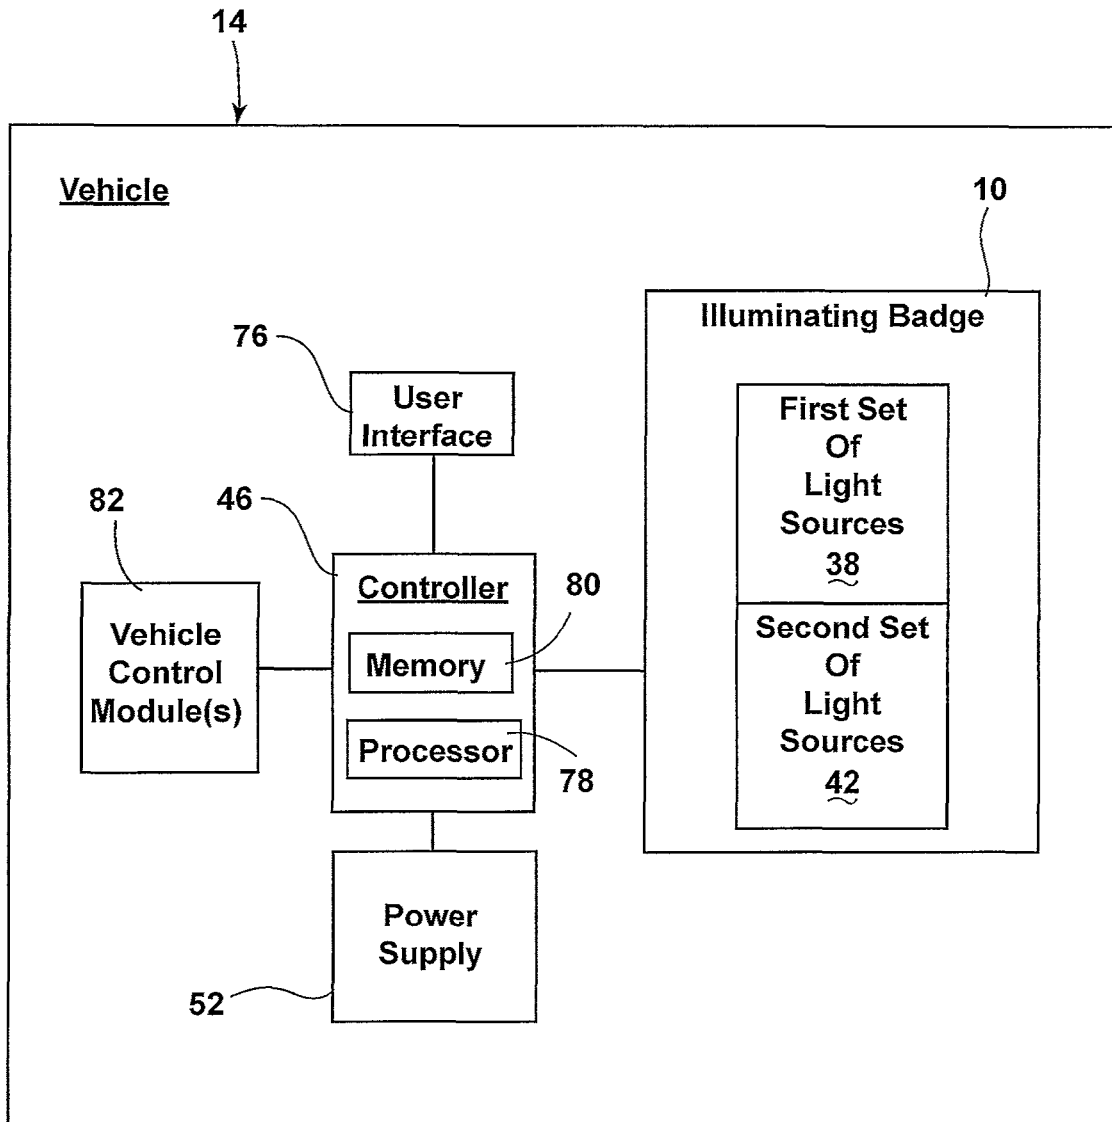 14
Vehicle
10
Illuminating Badge
76
User
Interface
First Set
Of
Light
Sources
38
82
46
Controller
80
Vehicle
Control
Module(s)
Memory
Processor
78
Second Set
Of
Light
Sources
42
Power
Supply
52